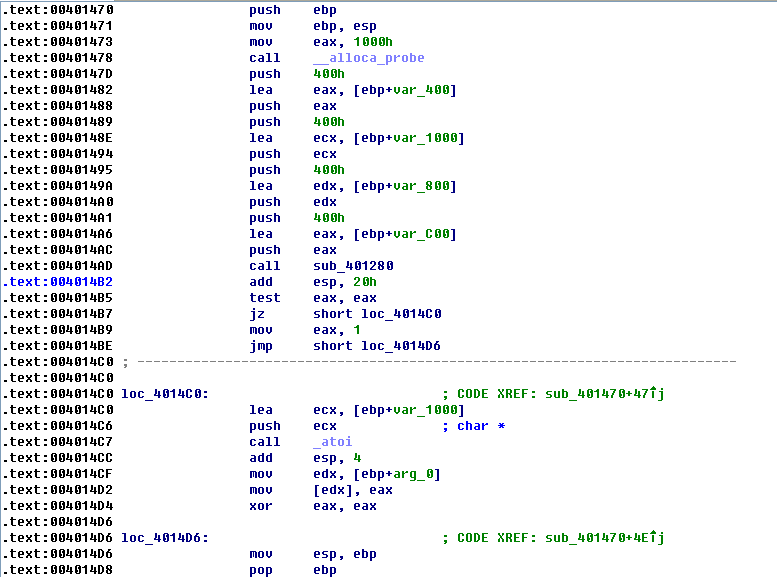 .text:00401470 push ebp
.text:00401471 mov ebp, esp
.text:00401473 mov eax, 1000h
.text:00401478 call __alloca_probe
.text:0040147D push 400h
.text:00401482 lea eax, [ebp+var_400]
.text:00401488 push eax
.text:00401489 push 400h
.text:0040148E lea ecx, [ebp+var_1000]
.text:00401494 push ecx
.text:00401495 push 400h
.text:0040149A lea edx, [ebp+var_800]
.text:004014A0 push edx
.text:004014A1 push 400h
.text:004014A6 lea eax, [ebp+var_C00]
.text:004014AC push eax
.text:004014AD call sub_401280
.text:004014B2 add esp, 20h
.text:004014B5 test eax, eax
.text:004014B7 jz short loc_4014C0
.text:004014B9 mov eax, 1
.text:004014BE jmp short loc_4014D6
.text:004014C0 ; ---------------------------------------------------------------------------
.text:004014C0
.text:004014C0 loc_4014C0: ; CODE XREF: sub_401470+47↑j
.text:004014C0 lea ecx, [ebp+var_1000]
.text:004014C6 push ecx ; char *
.text:004014C7 call _atoi
.text:004014CC add esp, 4
.text:004014CF mov edx, [ebp+arg_0]
.text:004014D2 mov [edx], eax
.text:004014D4 xor eax, eax
.text:004014D6
.text:004014D6 loc_4014D6: ; CODE XREF: sub_401470+4E↑j
.text:004014D6 mov esp, ebp
.text:004014D8 pop ebp